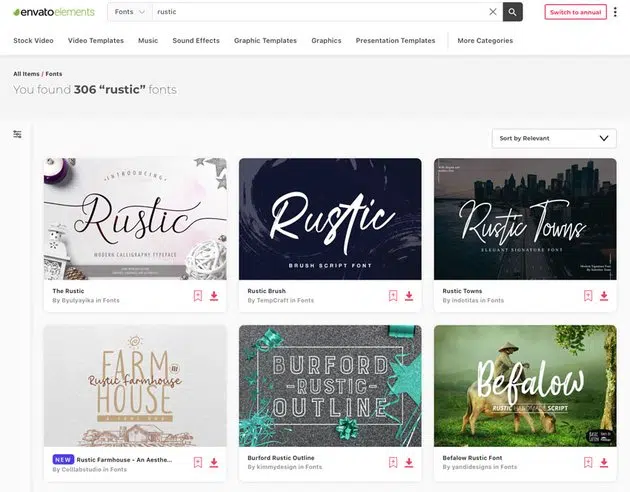 envato elements
Fonts
rustic
Switch to annual
Stock Video
Video Templates
Music
Sound Effects
Graphic Templates
Graphics
Presentation Templates
More Categories
All Items / Fonts
You found 306 “rustic” fonts
Sort by Relevant
INTRODUCING
Rustic
MODERN CALLIGRAPHY TYPEFACE
The Rustic
By Byulyayika in Fonts
Rustic
BRUSH SCRIPT FONT
Rustic Brush
By TempCraft in Fonts
Rustic Towns
ELEGANT SIGNATURE FONT
Rustic Towns
By indotitas in Fonts
FARM
Rustic Farmhouse
HOUSE
A FONT DUO
NEW
Rustic Farmhouse - An Aesthe...
By Celllabstudio in Fonts
BURFORD
-RUSTIC-
OUTLINE
Burford Rustic Outline
By kimmydesign in Fonts
Befalow
RUSTIC HANDMADE SCRIPT
Befalow Rustic Font
By yandidesigns in Fonts